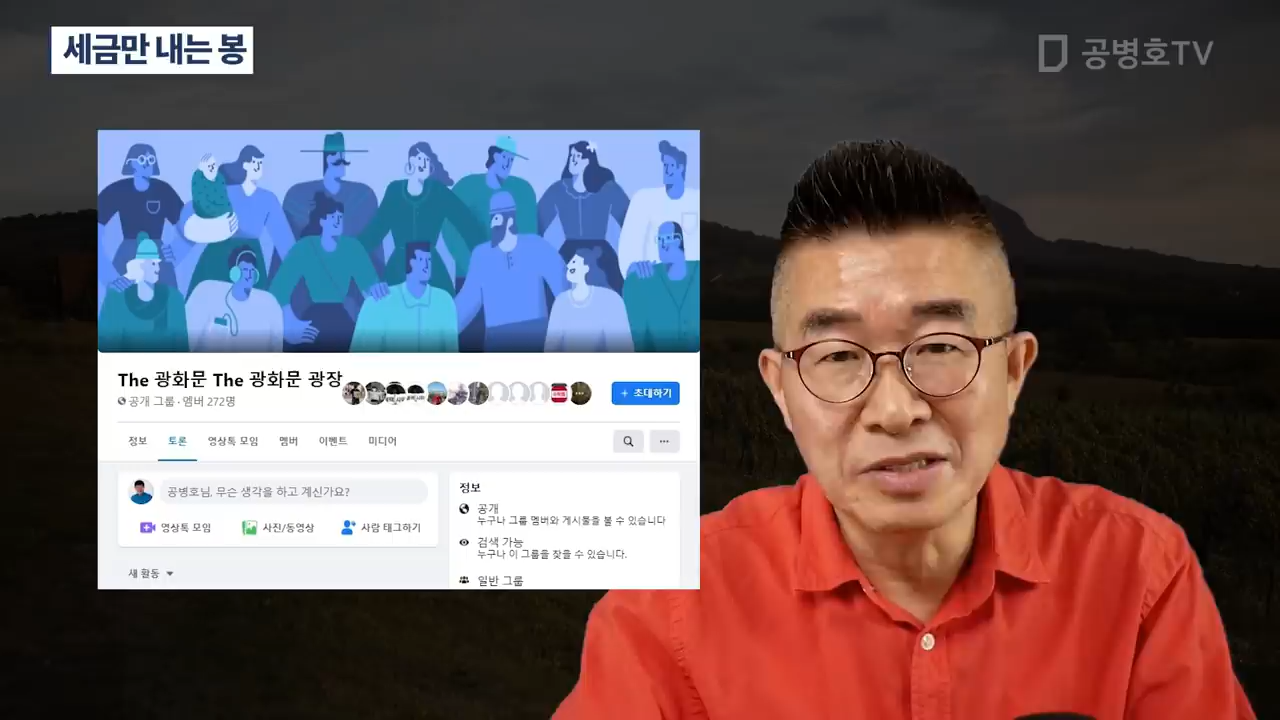 세금만 내는 봉
공병호TV
The 광화문 The 광화문 광장
공개 그룹 · 멤버 272명
+ 초대하기
정보 토론 영상톡 모임 멤버 이벤트 미디어
공병호님, 무슨 생각을 하고 계신가요?
영상톡 모임 사진/동영상 사람 태그하기
새 활동
정보
공개
누구나 그룹 멤버와 게시물을 볼 수 있습니다
검색 가능
누구나 이 그룹을 찾을 수 있습니다.
일반 그룹